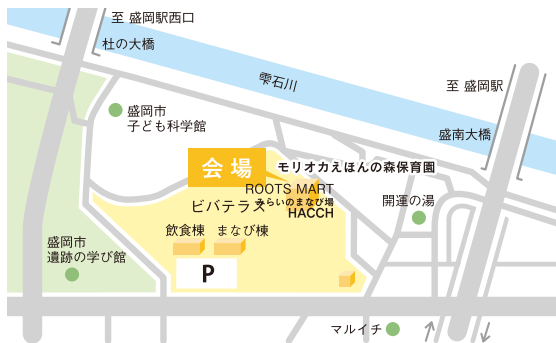 至 盛岡駅西口
杜の大橋
雫石川
至 盛岡駅
盛岡市
子ども科学館
盛南大橋
会場
モリオカえほんの森保育園
ROOTS MART
みらいのまなび場
HACCH
ビバテラス
開運の湯
飲食棟
まなび棟
盛岡市
遺跡の学び館
P
マルイチ